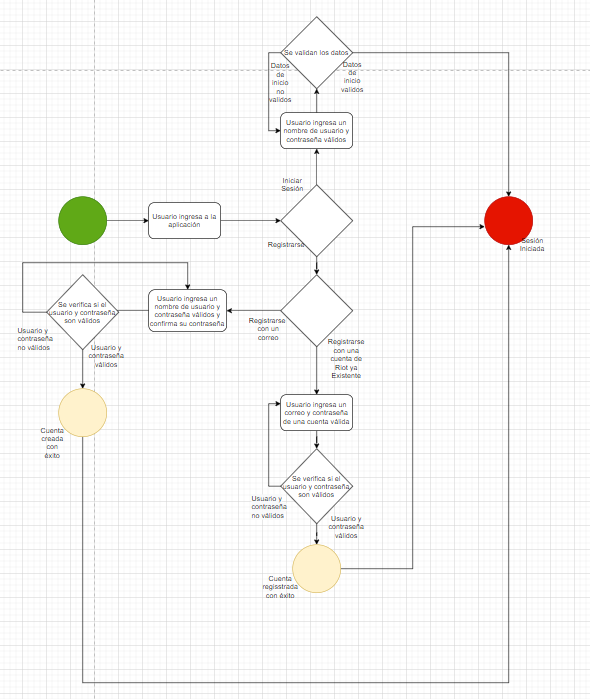 Se validan los datos
Datos
de
inicio
no
validos
Datos
de
inicio
validos
Usuario ingresa un
nombre de usuario y
contraseña válidos
Iniciar
Sesión
Usuario ingresa a la
aplicación
Registrarse
Sesión
Iniciada
Se verifica si el
usuario y contraseña
son válidos
Usuario ingresa un
nombre de usuario y
contraseña válidos y
confirma su contraseña
Registrarse
con un
correo
Usuario y
contraseña
no válidos
Usuario y
contraseña
válidos
Registrarse
con una
cuenta de
Riot ya
Existente
Usuario ingresa un
correo y contraseña
de una cuenta válida
Cuenta
creada
con
éxito
Se verifica si el
usuario y contraseña
son válidos
Usuario y
contraseña
no válidos
Usuario y
contraseña
válidos
Cuenta
regisstrada
con éxito